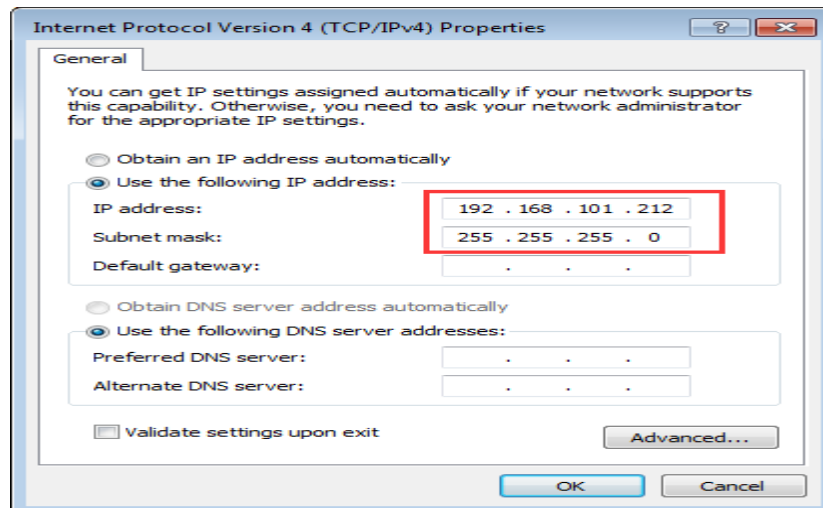 Internet Protocol Version 4 (TCP/IPv4) Properties
General
You can get IP settings assigned automatically if your network supports
this capability. Otherwise, you need to ask your network administrator
for the appropriate IP settings.
Obtain an IP address automatically
Use the following IP address:
IP address: 192 . 168 . 101 . 212
Subnet mask: 255 . 255 . 255 . 0
Default gateway: . . .
Obtain DNS server address automatically
Use the following DNS server addresses:
Preferred DNS server: . . .
Alternate DNS server: . . .
Validate settings upon exit
Advanced...
OK Cancel